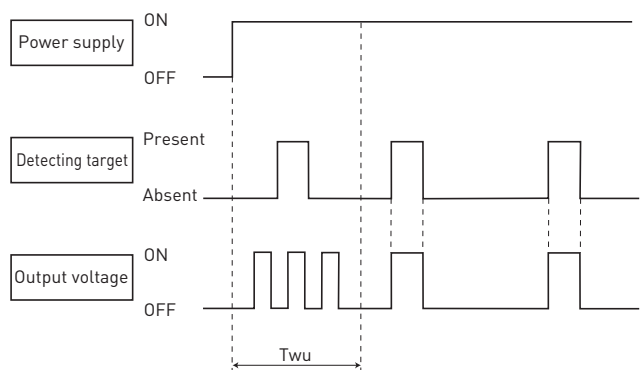 Power supply
ON
OFF
Detecting target
Present
Absent
Output voltage
ON
OFF
Twu